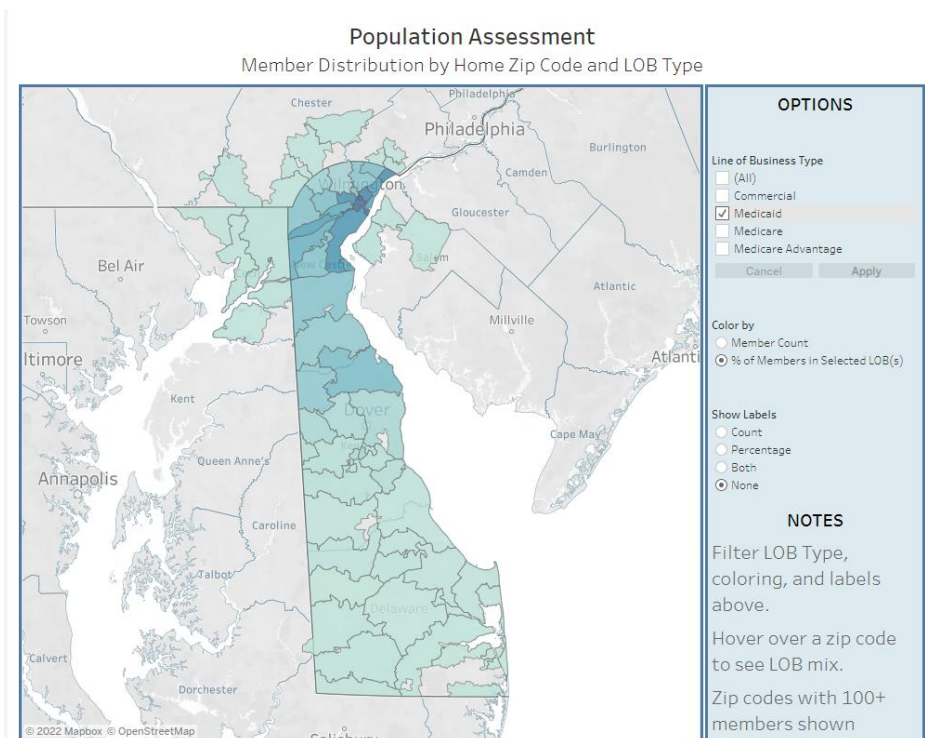 Population Assessment
Member Distribution by Home Zip Code and LOB Type
Philadelphia
Chester
Philadelphia
Burlington
Camden
Wilmington
Gloucester
Salem
New Castle
Bel Air
Atlantic
Towson
Millville
ltimore
Atlanti
Kent
Dover
Cape May
Queen Anne's
Annapolis
Caroline
Talbot
Delaware
Calvert
Dorchester
Salisbury
© 2022 Mapbox © OpenStreetMap
OPTIONS
Line of Business Type
(All)
Commercial
Medicaid
Medicare
Medicare Advantage
Cancel Apply
Color by
Member Count
% of Members in Selected LOB(s)
Show Labels
Count
Percentage
Both
None
NOTES
Filter LOB Type,
coloring, and labels
above.
Hover over a zip code
to see LOB mix.
Zip codes with 100+
members shown